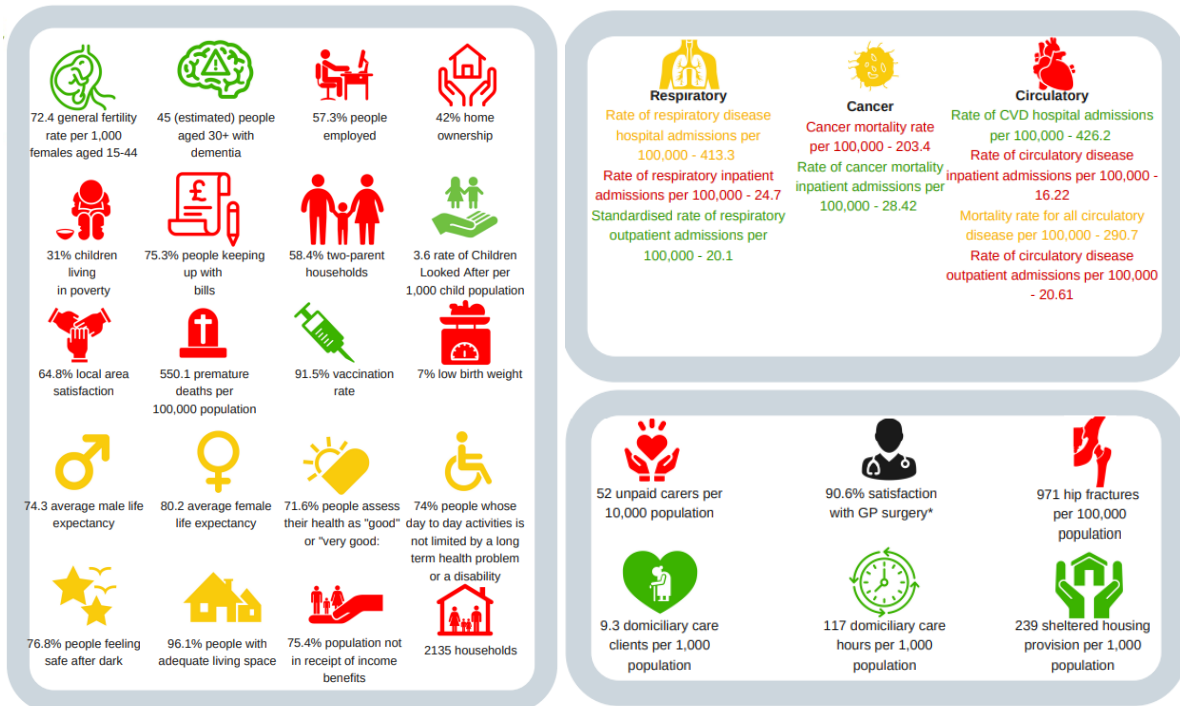 72.4 general fertility
rate per 1,000
females aged 15-44
45 (estimated) people
aged 30+ with
dementia
57.3% people
employed
42% home
ownership
£
31% children
living
in poverty
75.3% people keeping
up with
bills
58.4% two-parent
households
3.6 rate of Children
Looked After per
1,000 child population
64.8% local area
satisfaction
550.1 premature
deaths per
100,000 population
91.5% vaccination
rate
7% low birth weight
74.3 average male life
expectancy
80.2 average female
life expectancy
71.6% people assess
their health as "good"
or "very good:
74% people whose
day to day activities is
not limited by a long
term health problem
or a disability
76.8% people feeling
safe after dark
96.1% people with
adequate living space
75.4% population not
in receipt of income
benefits
2135 households
Respiratory
Rate of respiratory disease
hospital admissions per
100,000 - 413.3
Rate of respiratory inpatient
admissions per 100,000 - 24.7
Standardised rate of respiratory
outpatient admissions per
100,000 - 20.1
Cancer
Cancer mortality rate
per 100,000 - 203.4
Rate of cancer mortality
inpatient admissions per
100,000 - 28.42
Circulatory
Rate of CVD hospital admissions
per 100,000 - 426.2
Rate of circulatory disease
inpatient admissions per 100,000 -
16.22
Mortality rate for all circulatory
disease per 100,000 - 290.7
Rate of circulatory disease
outpatient admissions per 100,000
- 20.61
52 unpaid carers per
10,000 population
90.6% satisfaction
with GP surgery*
971 hip fractures
per 100,000
population
9.3 domiciliary care
clients per 1,000
population
117 domiciliary care
hours per 1,000
population
239 sheltered housing
provision per 1,000
population